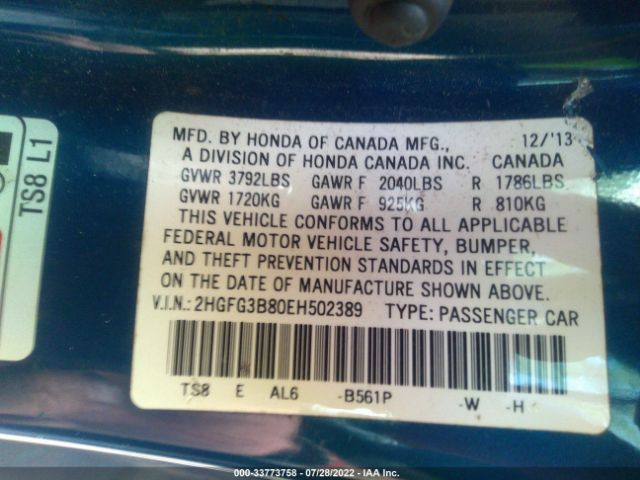 TS8 L1
MFD. BY HONDA OF CANADA MFG., 12/'13
A DIVISION OF HONDA CANADA INC. CANADA
GVWR 3792LBS GAWR F 2040LBS R 1786LBS
GVWR 1720KG GAWR F 925KG R 810KG
THIS VEHICLE CONFORMS TO ALL APPLICABLE
FEDERAL MOTOR VEHICLE SAFETY, BUMPER,
AND THEFT PREVENTION STANDARDS IN EFFECT
ON THE DATE OF MANUFACTURE SHOWN ABOVE.
V.I.N.: 2HGFG3B80EH502389 TYPE: PASSENGER CAR
TS8 E AL6 -B561P -W -H
000-33773758 - 07/28/2022 - IAA Inc.